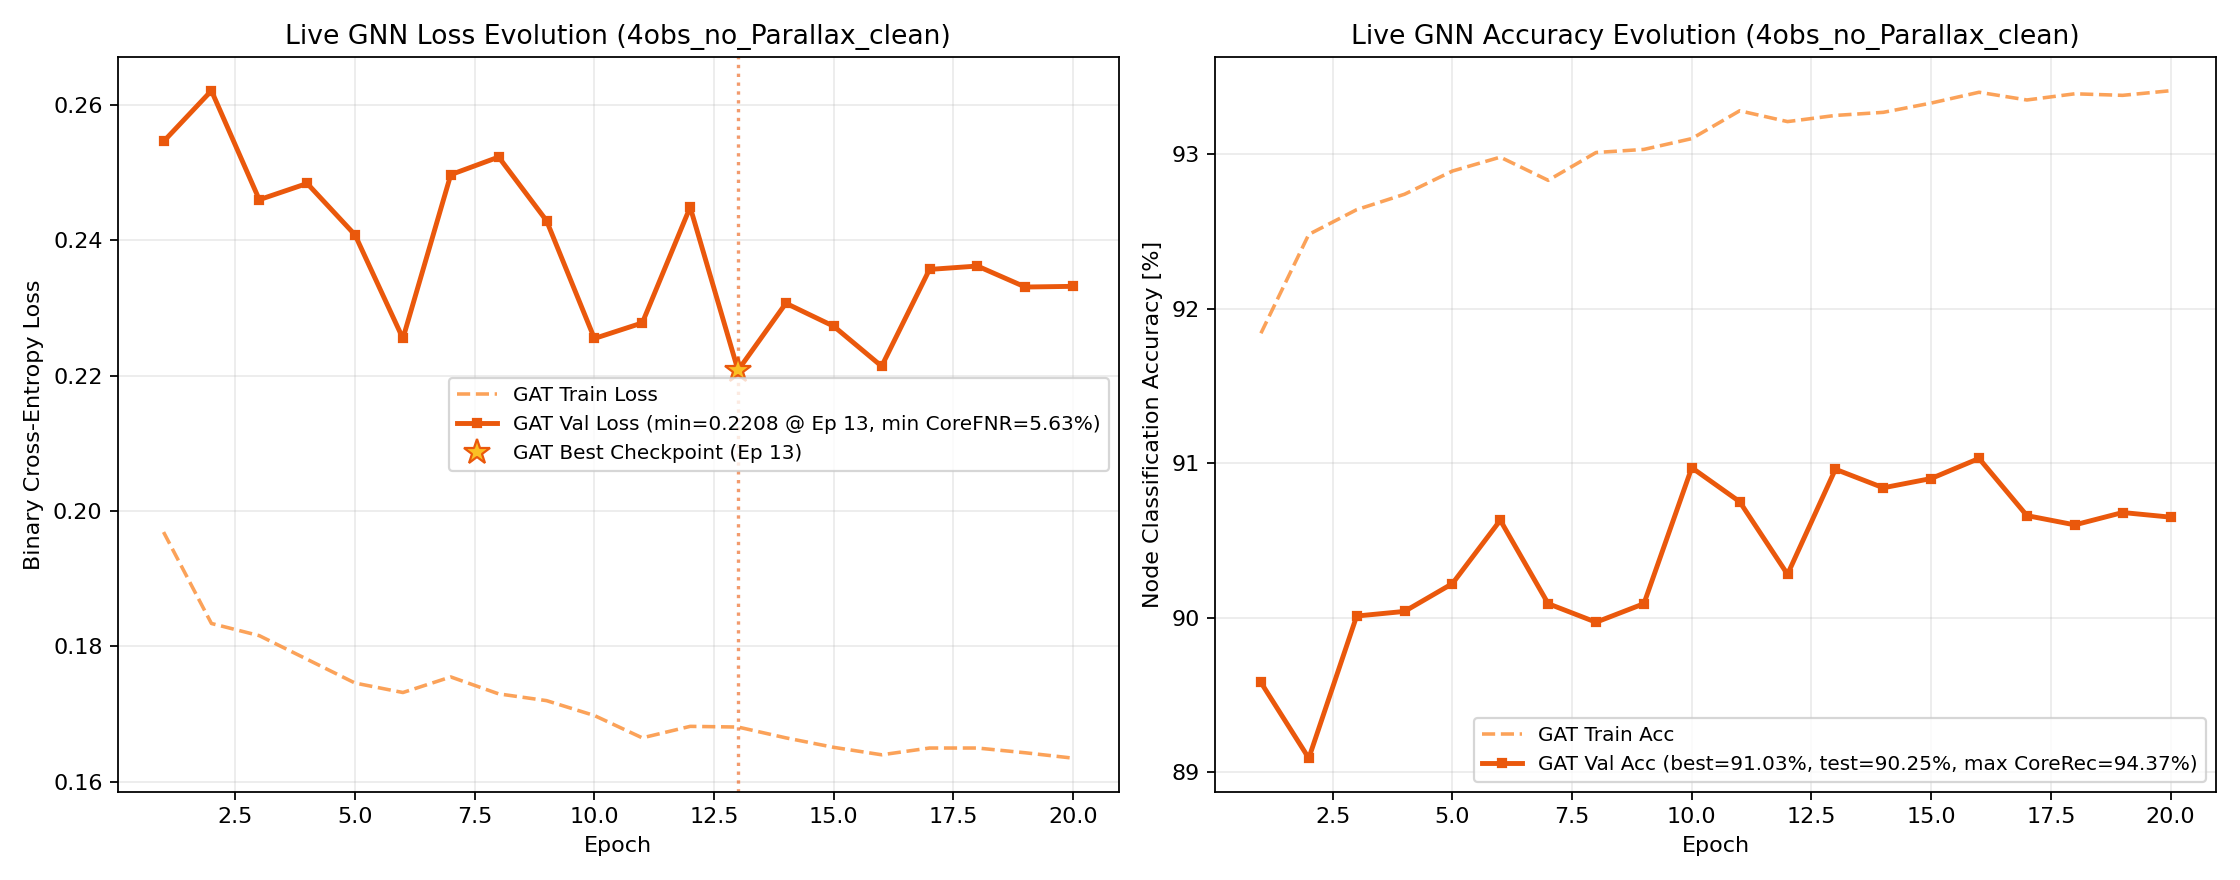 Live GNN Loss Evolution (4obs_no_Parallax_clean)
Binary Cross-Entropy Loss
0.26
0.24
0.22
0.20
0.18
0.16
GAT Train Loss
GAT Val Loss (min=0.2208 @ Ep 13, min CoreFNR=5.63%)
GAT Best Checkpoint (Ep 13)
2.5 5.0 7.5 10.0 12.5 15.0 17.5 20.0
Epoch
Live GNN Accuracy Evolution (4obs_no_Parallax_clean)
Node Classification Accuracy [%]
93
92
91
90
89
GAT Train Acc
GAT Val Acc (best=91.03%, test=90.25%, max CoreRec=94.37%)
2.5 5.0 7.5 10.0 12.5 15.0 17.5 20.0
Epoch